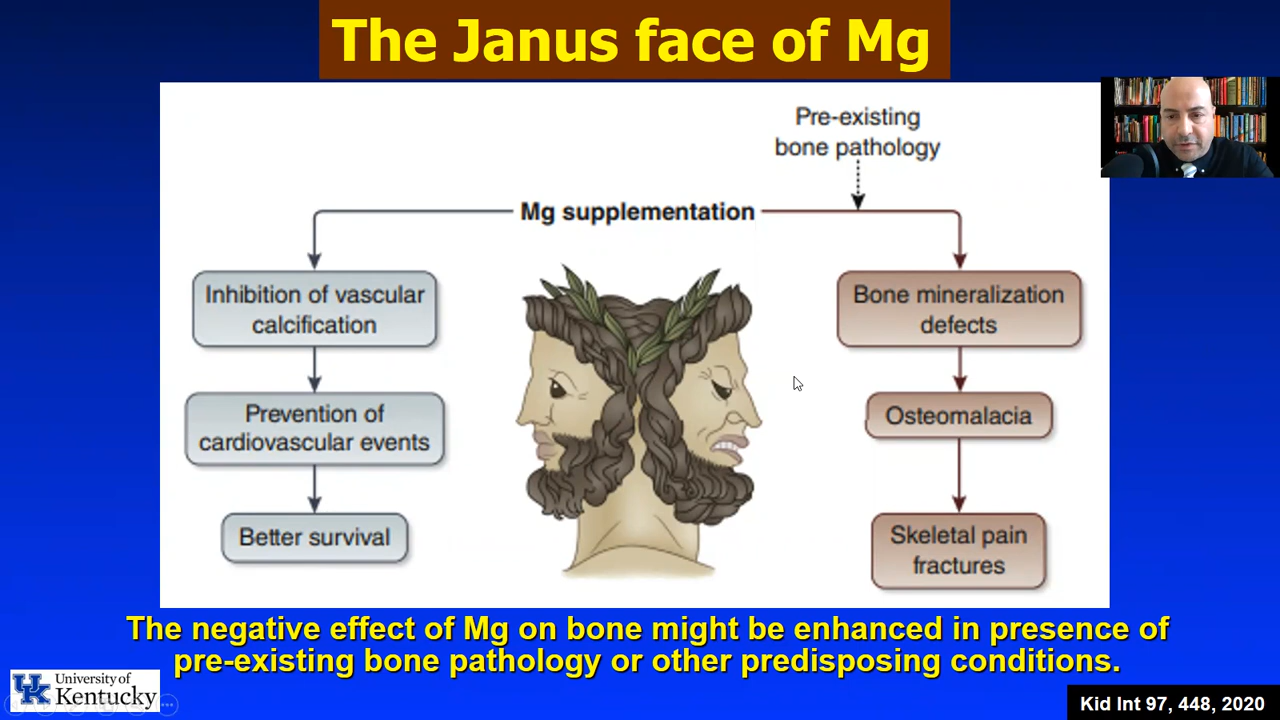 The Janus face of Mg
Pre-existing
bone pathology
Mg supplementation
Inhibition of vascular
calcification
Prevention of
cardiovascular events
Better survival
Bone mineralization
defects
Osteomalacia
Skeletal pain
fractures
The negative effect of Mg on bone might be enhanced in presence of
pre-existing bone pathology or other predisposing conditions.
UK
University of
Kentucky
Kid Int 97, 448, 2020